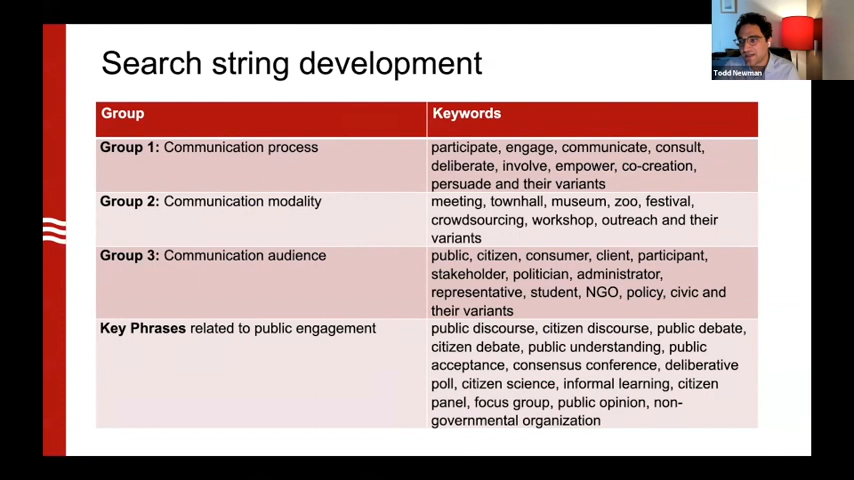 Search string development
Todd Newman
Group
Keywords
Group 1: Communication process
participate, engage, communicate, consult,
deliberate, involve, empower, co-creation,
persuade and their variants
Group 2: Communication modality
meeting, townhall, museum, zoo, festival,
crowdsourcing, workshop, outreach and their
variants
Group 3: Communication audience
public, citizen, consumer, client, participant,
stakeholder, politician, administrator,
representative, student, NGO, policy, civic and
their variants
Key Phrases related to public engagement
public discourse, citizen discourse, public debate,
citizen debate, public understanding, public
acceptance, consensus conference, deliberative
poll, citizen science, informal learning, citizen
panel, focus group, public opinion, non-
governmental organization